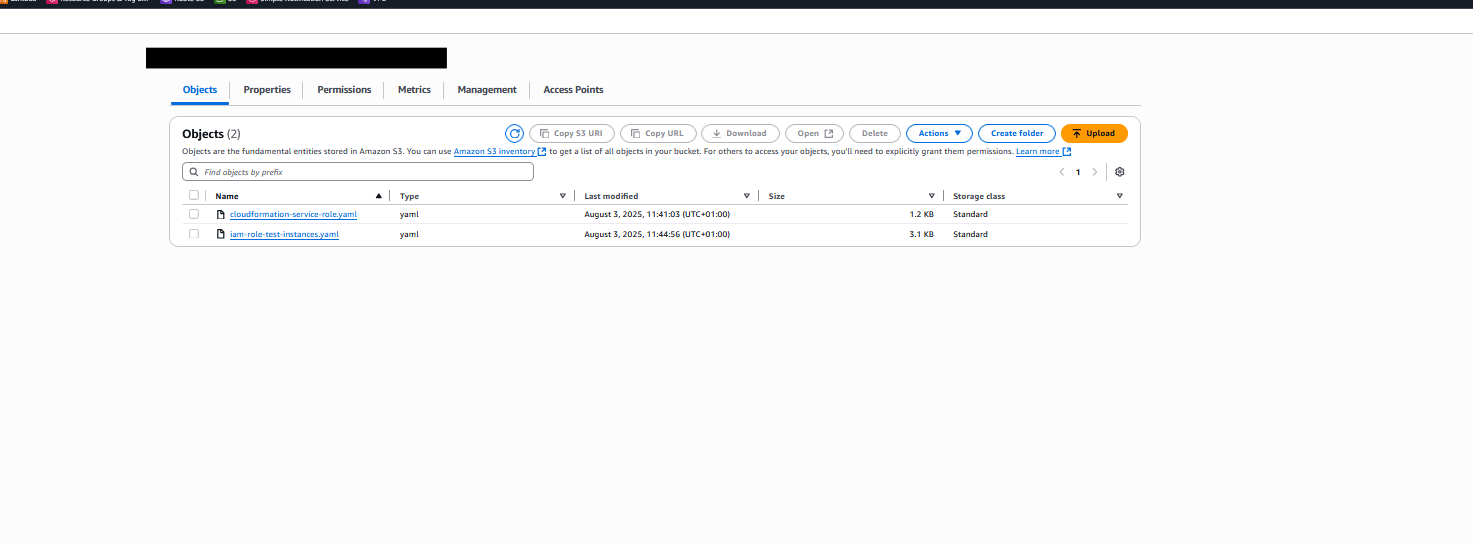 Objects Properties Permissions Metrics Management Access Points
Objects (2) Copy S3 URI Copy URL Download Open Delete Actions Create folder Upload
Objects are the fundamental entities stored in Amazon S3. You can use Amazon S3 inventory to get a list of all objects in your bucket. For others to access your objects, you'll need to explicitly grant them permissions. Learn more
Find objects by prefix 1
Name Type Last modified Size Storage class
cloudformation-service-role.yaml yaml August 3, 2025, 11:41:03 (UTC+01:00) 1.2 KB Standard
iam-role-test-instances.yaml yaml August 3, 2025, 11:44:56 (UTC+01:00) 3.1 KB Standard